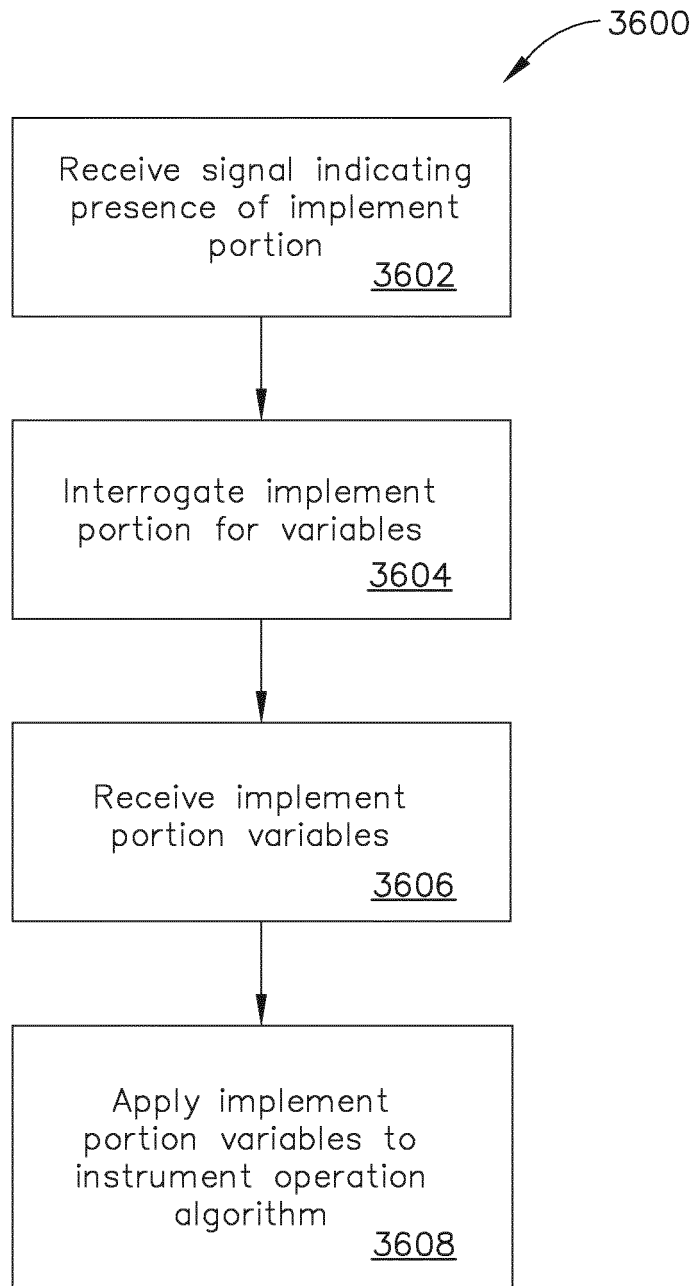 3600
Receive signal indicating
presence of implement
portion
3602
Interrogate implement
portion for variables
3604
Receive implement
portion variables
3606
Apply implement
portion variables to
instrument operation
algorithm
3608